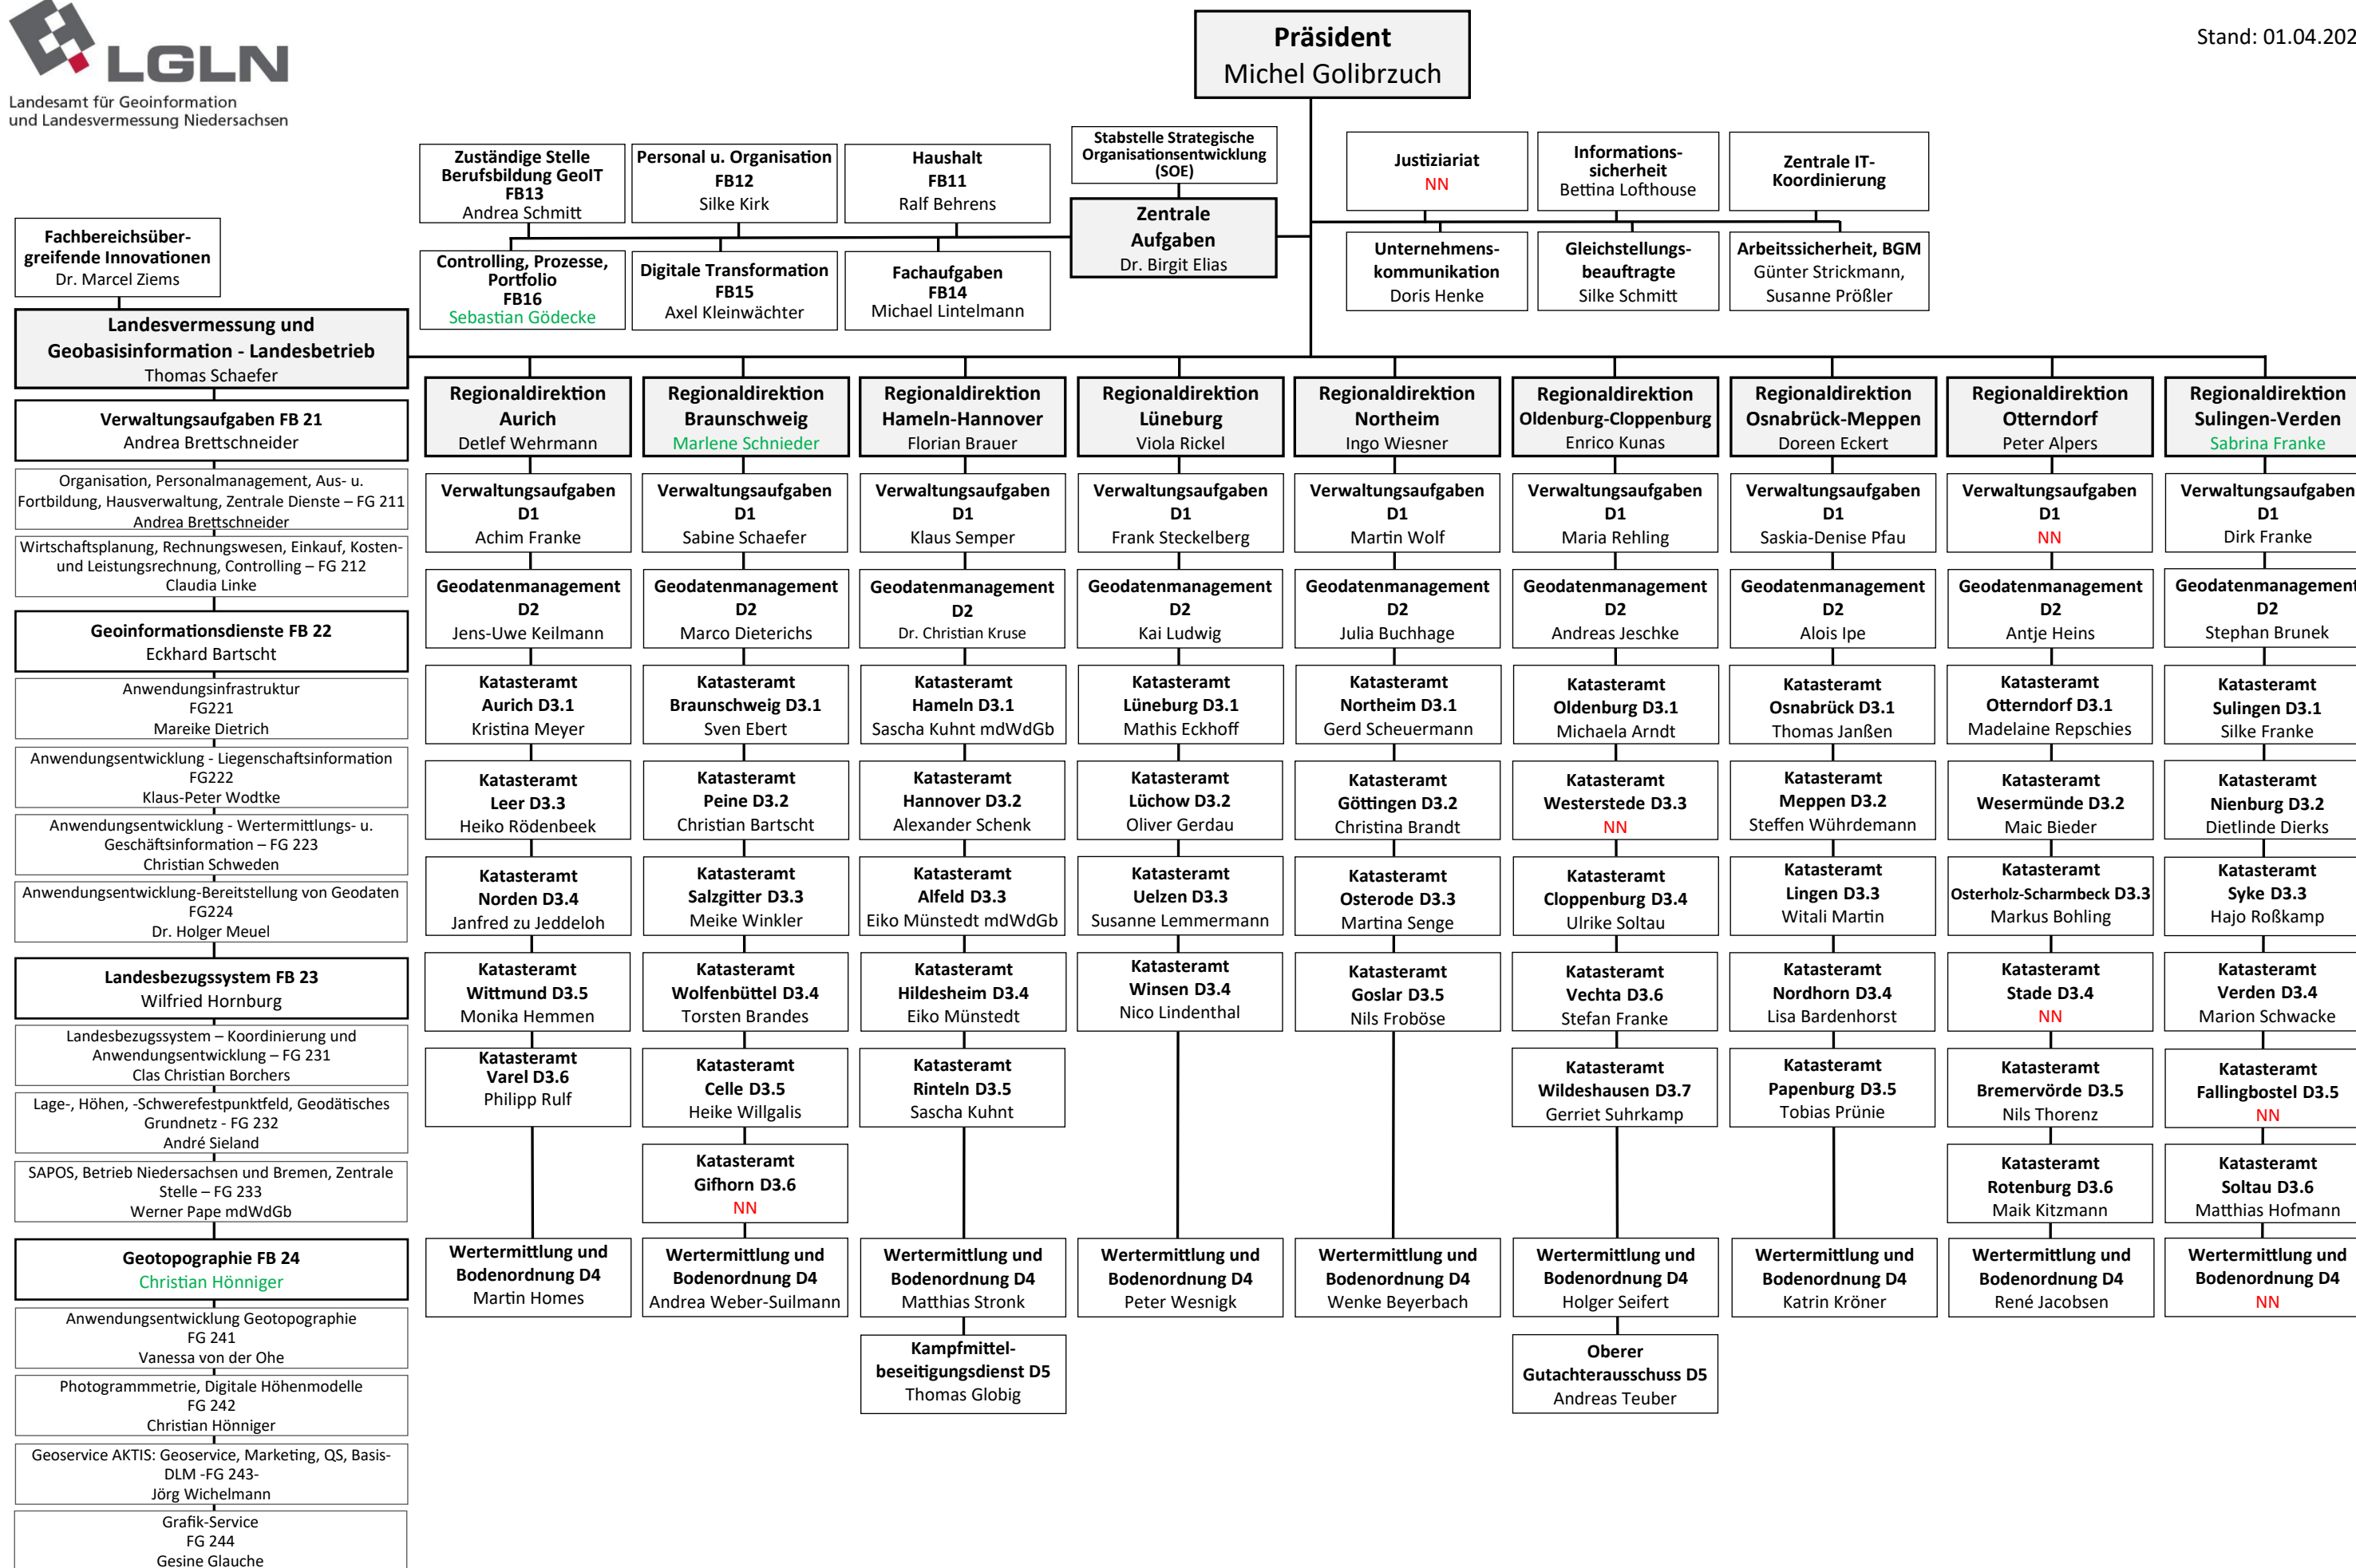 LGLN
Landesamt für Geoinformation
und Landesvermessung Niedersachsen
Präsident
Michel Golibrzuch
Stand: 01.04.202
Zuständige Stelle
Berufsbildung GeoIT
FB13
Andrea Schmitt
Personal u. Organisation
FB12
Silke Kirk
Haushalt
FB11
Ralf Behrens
Stabstelle Strategische
Organisationsentwicklung
(SOE)
Zentrale
Aufgaben
Dr. Birgit Elias
Justiziariat
NN
Informations-
sicherheit
Bettina Lofthouse
Zentrale IT-
Koordinierung
Controlling, Prozesse,
Portfolio
FB16
Sebastian Gödecke
Digitale Transformation
FB15
Axel Kleinwächter
Fachaufgaben
FB14
Michael Lintelmann
Unternehmens-
kommunikation
Doris Henke
Gleichstellungs-
beauftragte
Silke Schmitt
Arbeitssicherheit, BGM
Günter Strickmann,
Susanne Prößler
Fachbereichsüber-
greifende Innovationen
Dr. Marcel Ziems
Landesvermessung und
Geobasisinformation - Landesbetrieb
Thomas Schaefer
Verwaltungsaufgaben FB 21
Andrea Brettschneider
Organisation, Personalmanagement, Aus- u.
Fortbildung, Hausverwaltung, Zentrale Dienste – FG 211
Andrea Brettschneider
Wirtschaftsplanung, Rechnungswesen, Einkauf, Kosten-
und Leistungsrechnung, Controlling – FG 212
Claudia Linke
Geoinformationsdienste FB 22
Eckhard Bartscht
Anwendungsinfrastruktur
FG221
Mareike Dietrich
Anwendungsentwicklung - Liegenschaftsinformation
FG222
Klaus-Peter Wodtke
Anwendungsentwicklung - Wertermittlungs- u.
Geschäftsinformation – FG 223
Christian Schweden
Anwendungsentwicklung-Bereitstellung von Geodaten
FG224
Dr. Holger Meuel
Landesbezugssystem FB 23
Wilfried Hornburg
Landesbezugssystem – Koordinierung und
Anwendungsentwicklung – FG 231
Clas Christian Borchers
Lage-, Höhen, -Schwerefestpunktfeld, Geodätisches
Grundnetz - FG 232
André Sieland
SAPOS, Betrieb Niedersachsen und Bremen, Zentrale
Stelle – FG 233
Werner Pape mdWdGb
Geotopographie FB 24
Christian Hönniger
Anwendungsentwicklung Geotopographie
FG 241
Vanessa von der Ohe
Photogrammmetrie, Digitale Höhenmodelle
FG 242
Christian Hönniger
Geoservice AKTIS: Geoservice, Marketing, QS, Basis-
DLM -FG 243-
Jörg Wichelmann
Grafik-Service
FG 244
Gesine Glauche
Regionaldirektion
Aurich
Detlef Wehrmann
Verwaltungsaufgaben
D1
Achim Franke
Geodatenmanagement
D2
Jens-Uwe Keilmann
Katasteramt
Aurich D3.1
Kristina Meyer
Katasteramt
Leer D3.3
Heiko Rödenbeek
Katasteramt
Norden D3.4
Janfred zu Jeddeloh
Katasteramt
Wittmund D3.5
Monika Hemmen
Katasteramt
Varel D3.6
Philipp Rulf
Wertermittlung und
Bodenordnung D4
Martin Homes
Regionaldirektion
Braunschweig
Marlene Schnieder
Verwaltungsaufgaben
D1
Sabine Schaefer
Geodatenmanagement
D2
Marco Dieterichs
Katasteramt
Braunschweig D3.1
Sven Ebert
Katasteramt
Peine D3.2
Christian Bartscht
Katasteramt
Salzgitter D3.3
Meike Winkler
Katasteramt
Wolfenbüttel D3.4
Torsten Brandes
Katasteramt
Celle D3.5
Heike Willgalis
Katasteramt
Gifhorn D3.6
NN
Wertermittlung und
Bodenordnung D4
Andrea Weber-Suilmann
Regionaldirektion
Hameln-Hannover
Florian Brauer
Verwaltungsaufgaben
D1
Klaus Semper
Geodatenmanagement
D2
Dr. Christian Kruse
Katasteramt
Hameln D3.1
Sascha Kuhnt mdWdGb
Katasteramt
Hannover D3.2
Alexander Schenk
Katasteramt
Alfeld D3.3
Eiko Münstedt mdWdGb
Katasteramt
Hildesheim D3.4
Eiko Münstedt
Katasteramt
Rinteln D3.5
Sascha Kuhnt
Wertermittlung und
Bodenordnung D4
Matthias Stronk
Kampfmittel-
beseitigungsdienst D5
Thomas Globig
Regionaldirektion
Lüneburg
Viola Rickel
Verwaltungsaufgaben
D1
Frank Steckelberg
Geodatenmanagement
D2
Kai Ludwig
Katasteramt
Lüneburg D3.1
Mathis Eckhoff
Katasteramt
Lüchow D3.2
Oliver Gerdau
Katasteramt
Uelzen D3.3
Susanne Lemmermann
Katasteramt
Winsen D3.4
Nico Lindenthal
Wertermittlung und
Bodenordnung D4
Peter Wesnigk
Regionaldirektion
Northeim
Ingo Wiesner
Verwaltungsaufgaben
D1
Martin Wolf
Geodatenmanagement
D2
Julia Buchhage
Katasteramt
Northeim D3.1
Gerd Scheuermann
Katasteramt
Göttingen D3.2
Christina Brandt
Katasteramt
Osterode D3.3
Martina Senge
Katasteramt
Goslar D3.5
Nils Froböse
Wertermittlung und
Bodenordnung D4
Wenke Beyerbach
Regionaldirektion
Oldenburg-Cloppenburg
Enrico Kunas
Verwaltungsaufgaben
D1
Maria Rehling
Geodatenmanagement
D2
Andreas Jeschke
Katasteramt
Oldenburg D3.1
Michaela Arndt
Katasteramt
Westerstede D3.3
NN
Katasteramt
Cloppenburg D3.4
Ulrike Soltau
Katasteramt
Vechta D3.6
Stefan Franke
Katasteramt
Wildeshausen D3.7
Gerriet Suhrkamp
Wertermittlung und
Bodenordnung D4
Holger Seifert
Oberer
Gutachterausschuss D5
Andreas Teuber
Regionaldirektion
Osnabrück-Meppen
Doreen Eckert
Verwaltungsaufgaben
D1
Saskia-Denise Pfau
Geodatenmanagement
D2
Alois Ipe
Katasteramt
Osnabrück D3.1
Thomas Janßen
Katasteramt
Meppen D3.2
Steffen Wührdemann
Katasteramt
Lingen D3.3
Witali Martin
Katasteramt
Nordhorn D3.4
Lisa Bardenhorst
Katasteramt
Papenburg D3.5
Tobias Prünie
Wertermittlung und
Bodenordnung D4
Katrin Kröner
Regionaldirektion
Otterndorf
Peter Alpers
Verwaltungsaufgaben
D1
NN
Geodatenmanagement
D2
Antje Heins
Katasteramt
Otterndorf D3.1
Madelaine Repschies
Katasteramt
Wesermünde D3.2
Maic Bieder
Katasteramt
Osterholz-Scharmbeck D3.3
Markus Bohling
Katasteramt
Stade D3.4
NN
Katasteramt
Bremervörde D3.5
Nils Thorenz
Katasteramt
Rotenburg D3.6
Maik Kitzmann
Wertermittlung und
Bodenordnung D4
René Jacobsen
Regionaldirektion
Sulingen-Verden
Sabrina Franke
Verwaltungsaufgaben
D1
Dirk Franke
Geodatenmanagement
D2
Stephan Brunek
Katasteramt
Sulingen D3.1
Silke Franke
Katasteramt
Nienburg D3.2
Dietlinde Dierks
Katasteramt
Syke D3.3
Hajo Roßkamp
Katasteramt
Verden D3.4
Marion Schwacke
Katasteramt
Fallingbostel D3.5
NN
Katasteramt
Soltau D3.6
Matthias Hofmann
Wertermittlung und
Bodenordnung D4
NN